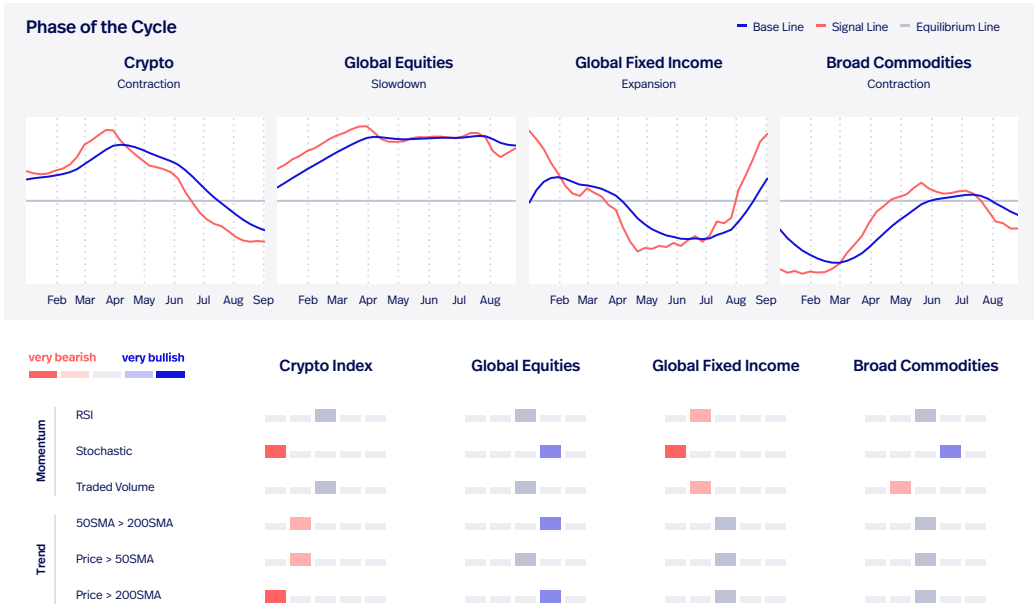 Phase of the Cycle
Base Line Signal Line Equilibrium Line
Crypto Global Equities Global Fixed Income Broad Commodities
Contraction Slowdown Expansion Contraction
Feb Mar Apr May Jun Jul Aug Sep Feb Mar Apr May Jun Jul Aug Feb Mar Apr May Jun Jul Aug Sep Feb Mar Apr May Jun Jul Aug
very bearish very bullish
Crypto Index Global Equities Global Fixed Income Broad Commodities
Momentum
RSI
Stochastic
Traded Volume
Trend
50SMA > 200SMA
Price > 50SMA
Price > 200SMA